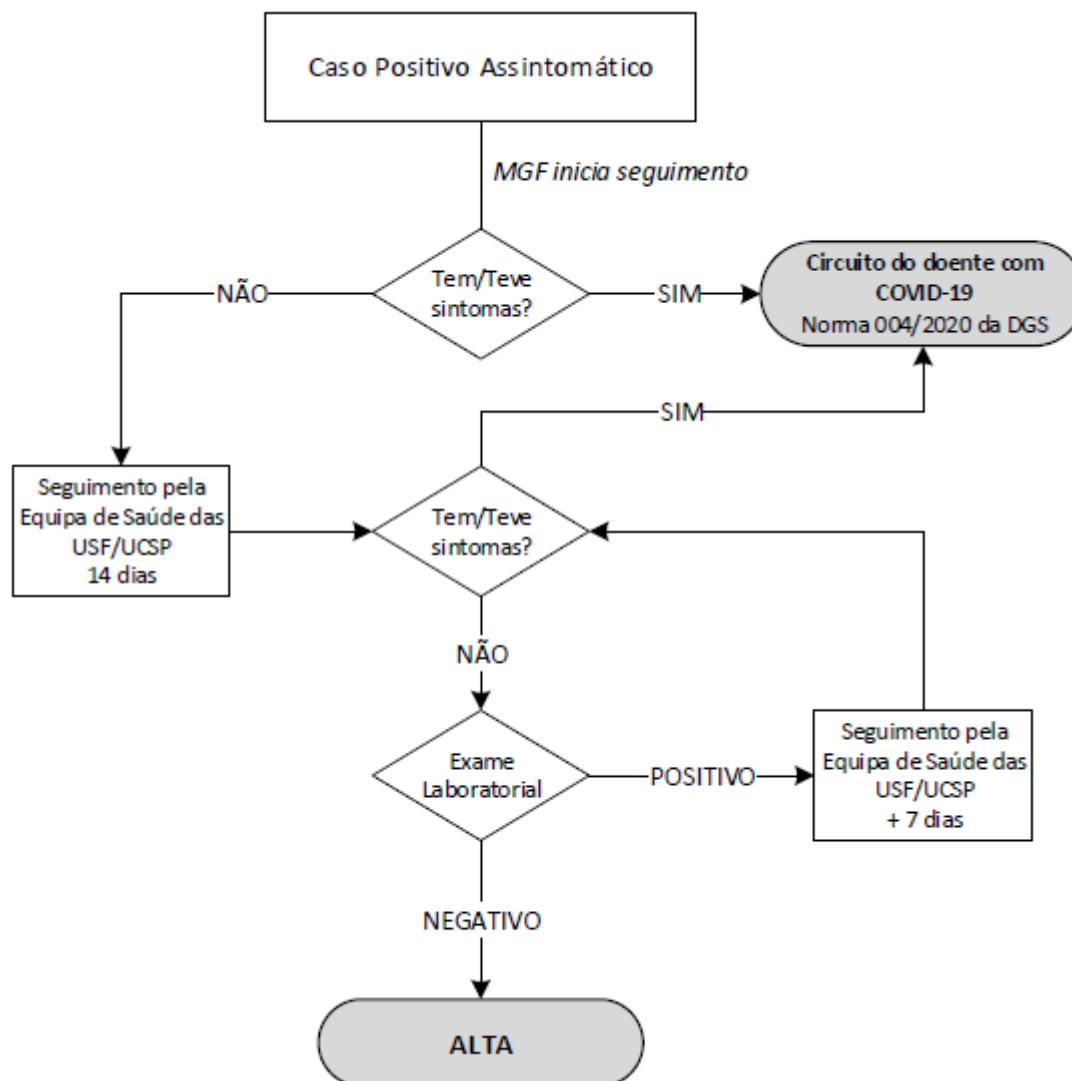 Caso Positivo Assintomático
MGF inicia seguimento
Tem/Teve
sintomas?
NÃO
SIM
Circuito do doente com
COVID-19
Norma 004/2020 da DGS
SIM
Seguimento pela
Equipa de Saúde das
USF/UCSP
14 dias
Tem/Teve
sintomas?
NÃO
Exame
Laboratorial
POSITIVO
Seguimento pela
Equipa de Saúde das
USF/UCSP
+ 7 dias
NEGATIVO
ALTA